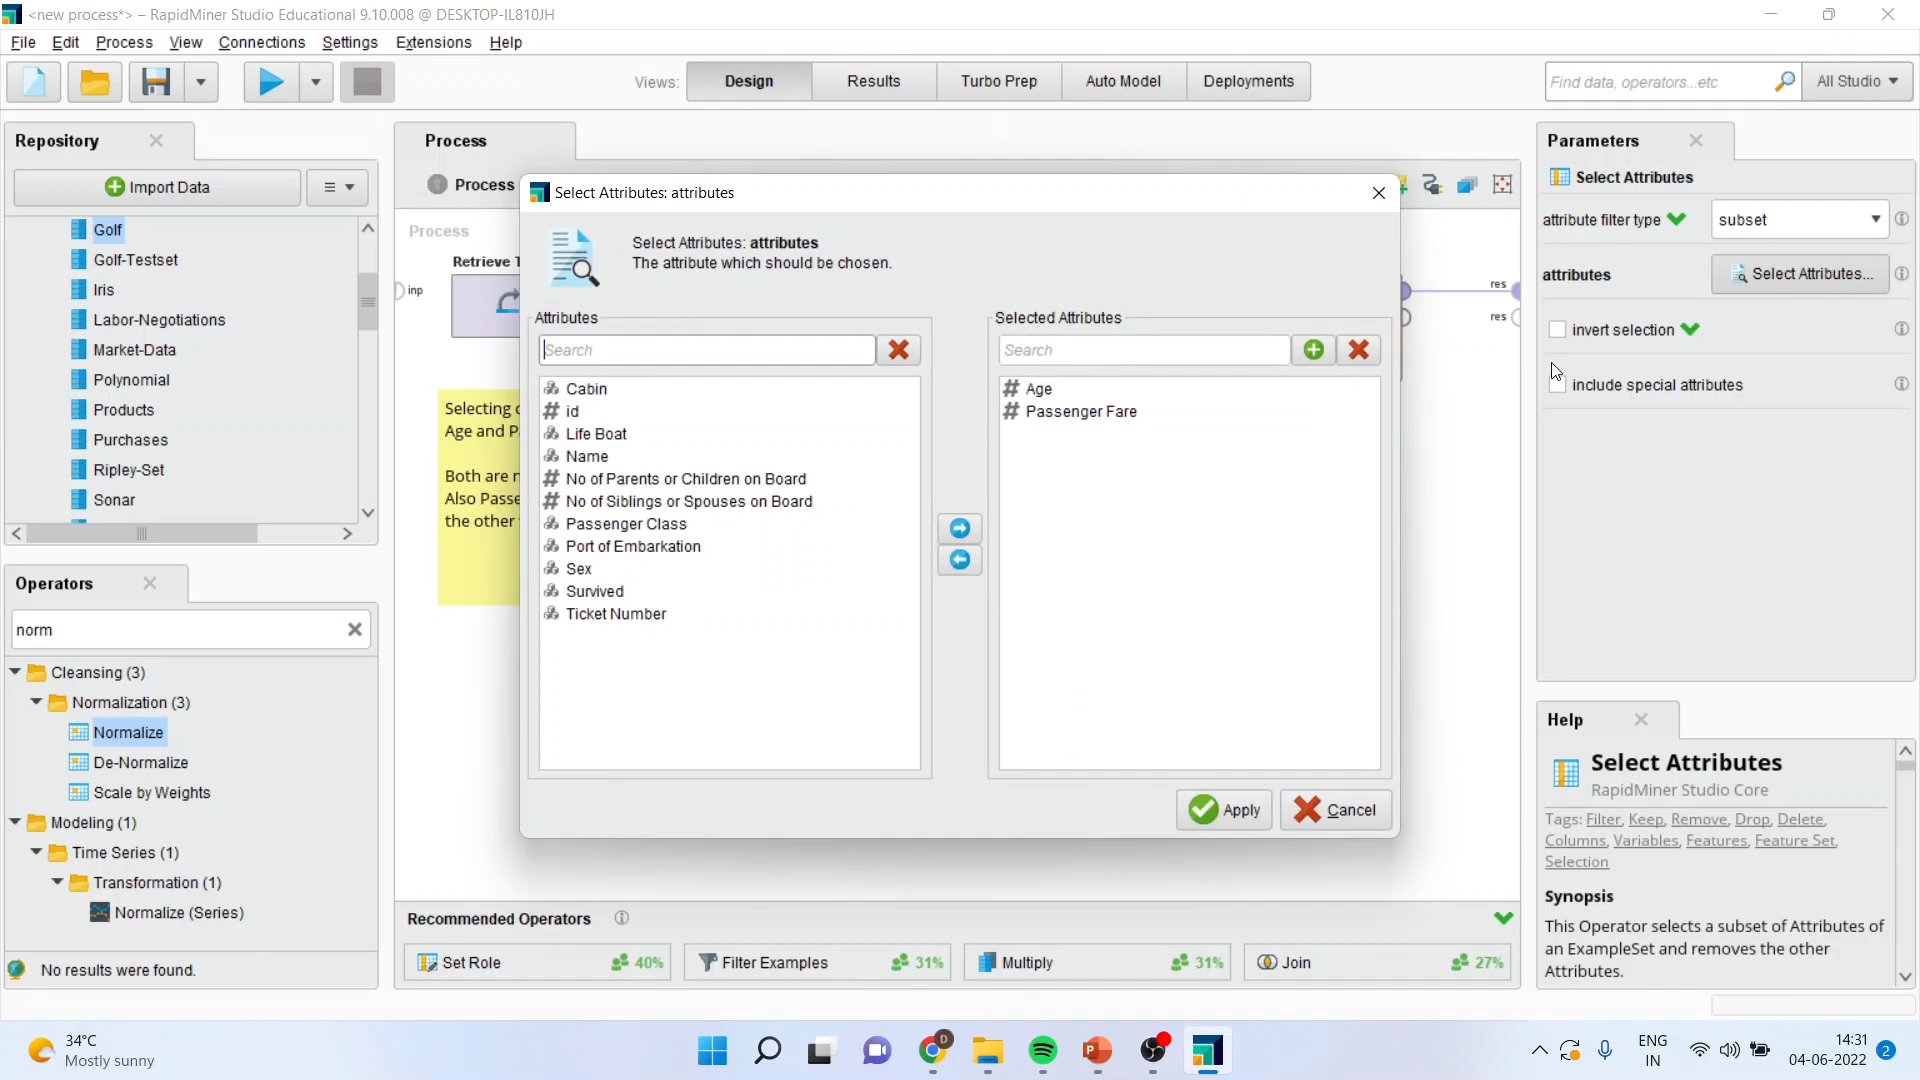 <new process*> – RapidMiner Studio Educational 9.10.008 @ DESKTOP-IL810JH
File Edit Process View Connections Settings Extensions Help
Views: Design Results Turbo Prep Auto Model Deployments
Find data, operators...etc All Studio
Repository
Import Data
Golf
Golf-Testset
Iris
Labor-Negotiations
Market-Data
Polynomial
Products
Purchases
Ripley-Set
Sonar
Operators
norm
Cleansing (3)
Normalization (3)
Normalize
De-Normalize
Scale by Weights
Modeling (1)
Time Series (1)
Transformation (1)
Normalize (Series)
No results were found.
Process
Process
Process
Retrieve T
inp
Selecting
Age and P
Both are
Also Passe
the other
res
res
Select Attributes: attributes
Select Attributes: attributes
The attribute which should be chosen.
Attributes
Search
Cabin
id
Life Boat
Name
No of Parents or Children on Board
No of Siblings or Spouses on Board
Passenger Class
Port of Embarkation
Sex
Survived
Ticket Number
Selected Attributes
Search
Age
Passenger Fare
Apply Cancel
Recommended Operators
Set Role 40% Filter Examples 31% Multiply 31% Join 27%
Parameters
Select Attributes
attribute filter type subset
attributes Select Attributes...
invert selection
include special attributes
Help
Select Attributes
RapidMiner Studio Core
Tags: Filter, Keep, Remove, Drop, Delete,
Columns, Variables, Features, Feature Set,
Selection
Synopsis
This Operator selects a subset of Attributes of
an ExampleSet and removes the other
Attributes.
34°C
Mostly sunny
D
P
ENG
IN
14:31
04-06-2022
2